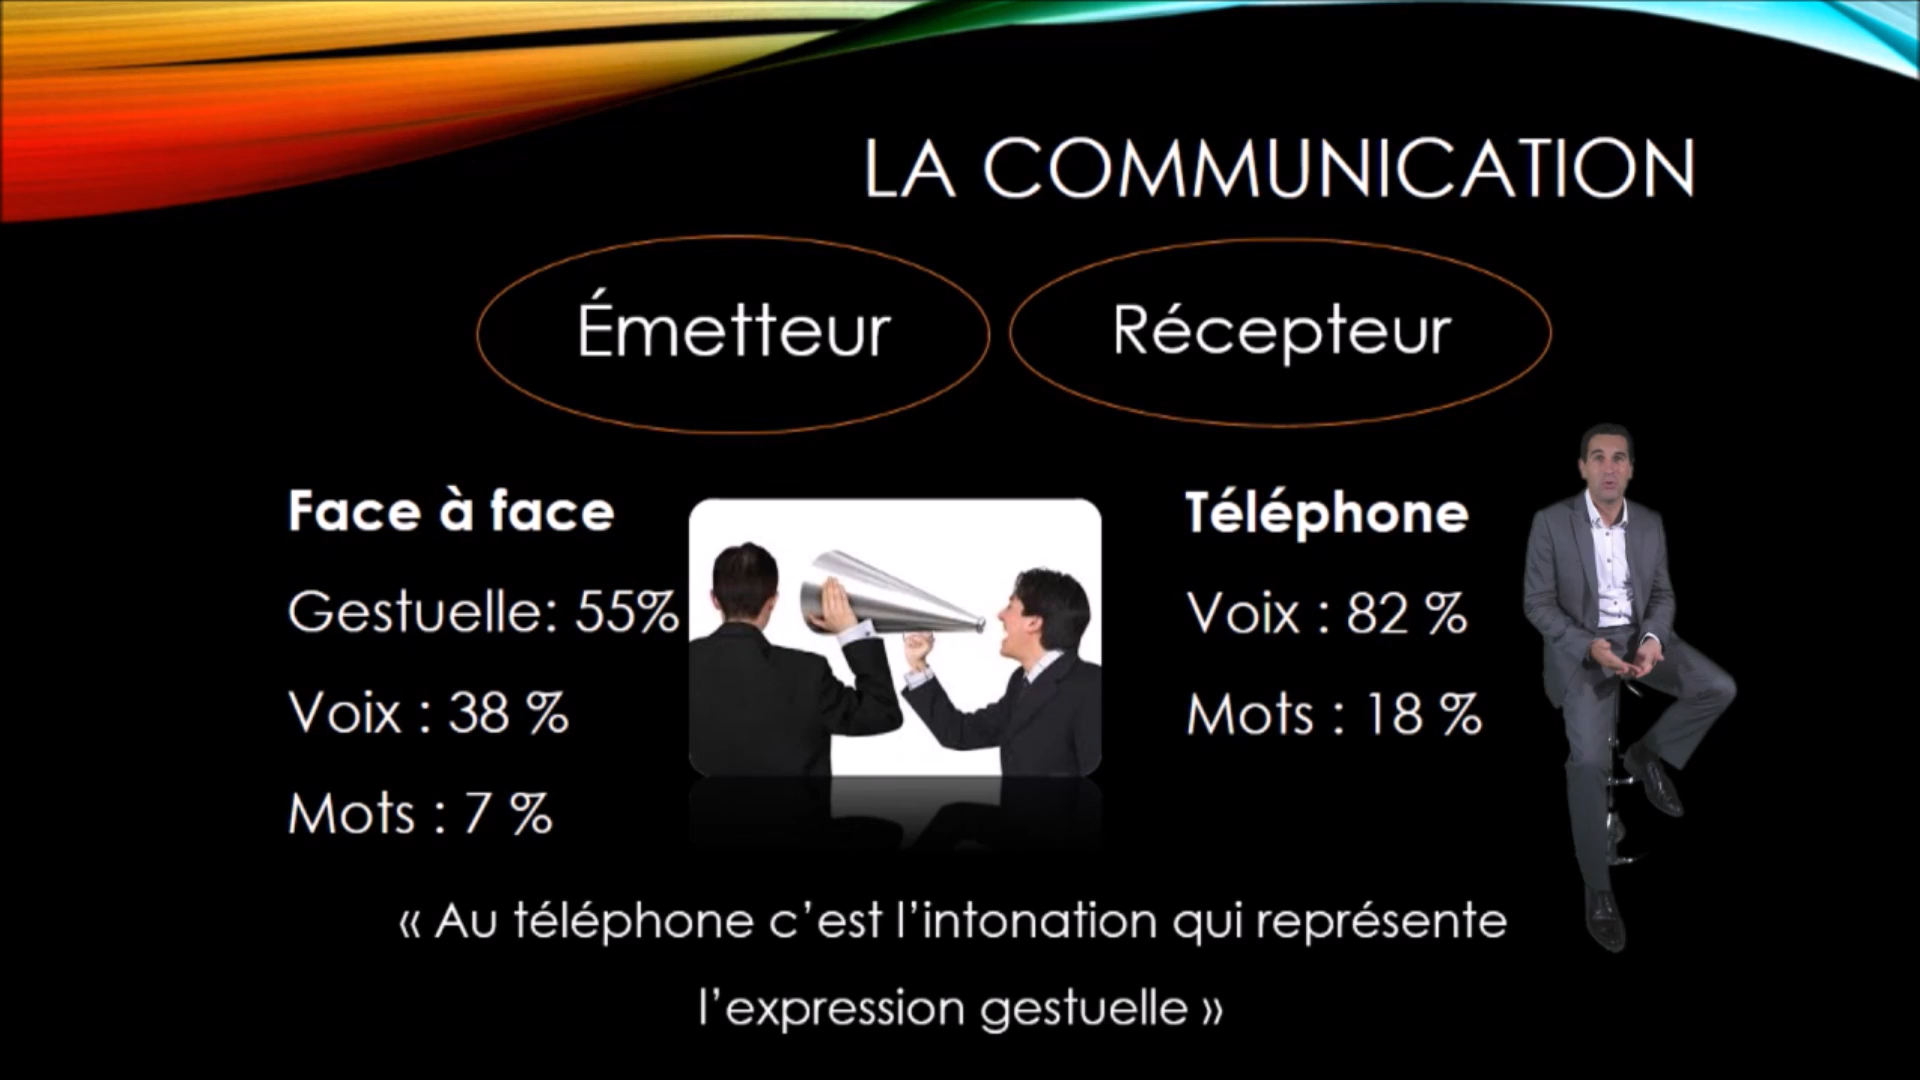 LA COMMUNICATION
Émetteur
Récepteur
Face à face
Gestuelle: 55%
Voix : 38 %
Mots : 7 %
Téléphone
Voix : 82 %
Mots : 18 %
« Au téléphone c’est l’intonation qui représente
l’expression gestuelle »